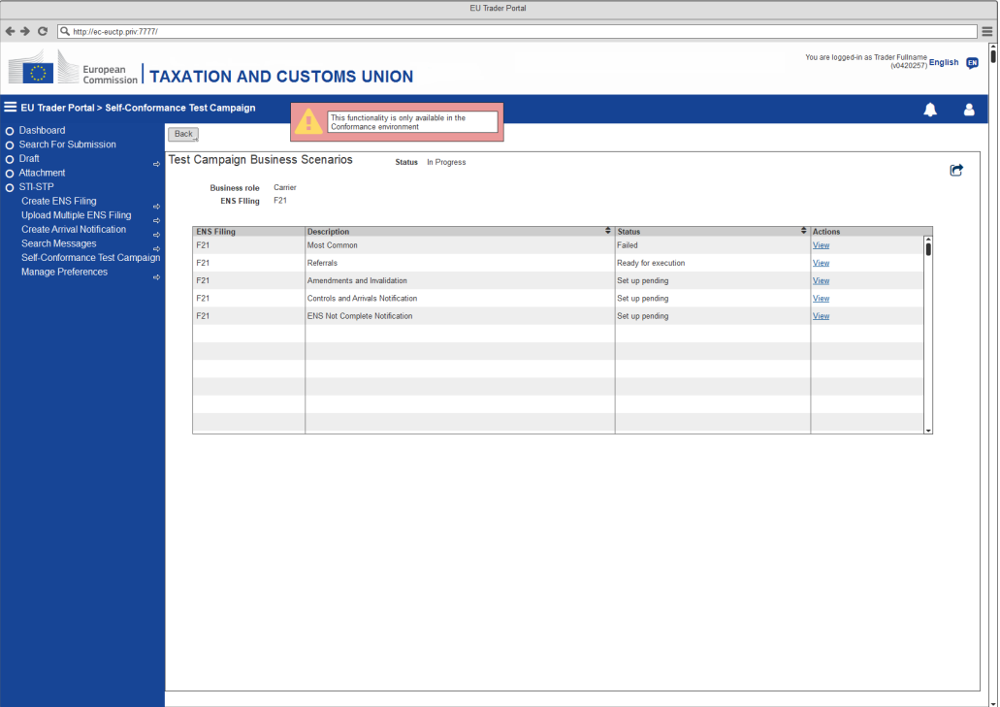 EU Trader Portal
http://ec-euctp.priv:7777/
European
Commission
TAXATION AND CUSTOMS UNION
You are logged-in as Trader Fullname
(v0420257)
English
EN
EU Trader Portal > Self-Conformance Test Campaign
This functionality is only available in the
Conformance environment
Dashboard
Search For Submission
Draft
Attachment
STI-STP
Create ENS Filing
Upload Multiple ENS Filing
Create Arrival Notification
Search Messages
Self-Conformance Test Campaign
Manage Preferences
Back
Test Campaign Business Scenarios
Status In Progress
Business role Carrier
ENS FIling F21
ENS Filing Description Status Actions
F21 Most Common Failed View
F21 Referrals Ready for execution View
F21 Amendments and Invalidation Set up pending View
F21 Controls and Arrivals Notification Set up pending View
F21 ENS Not Complete Notification Set up pending View